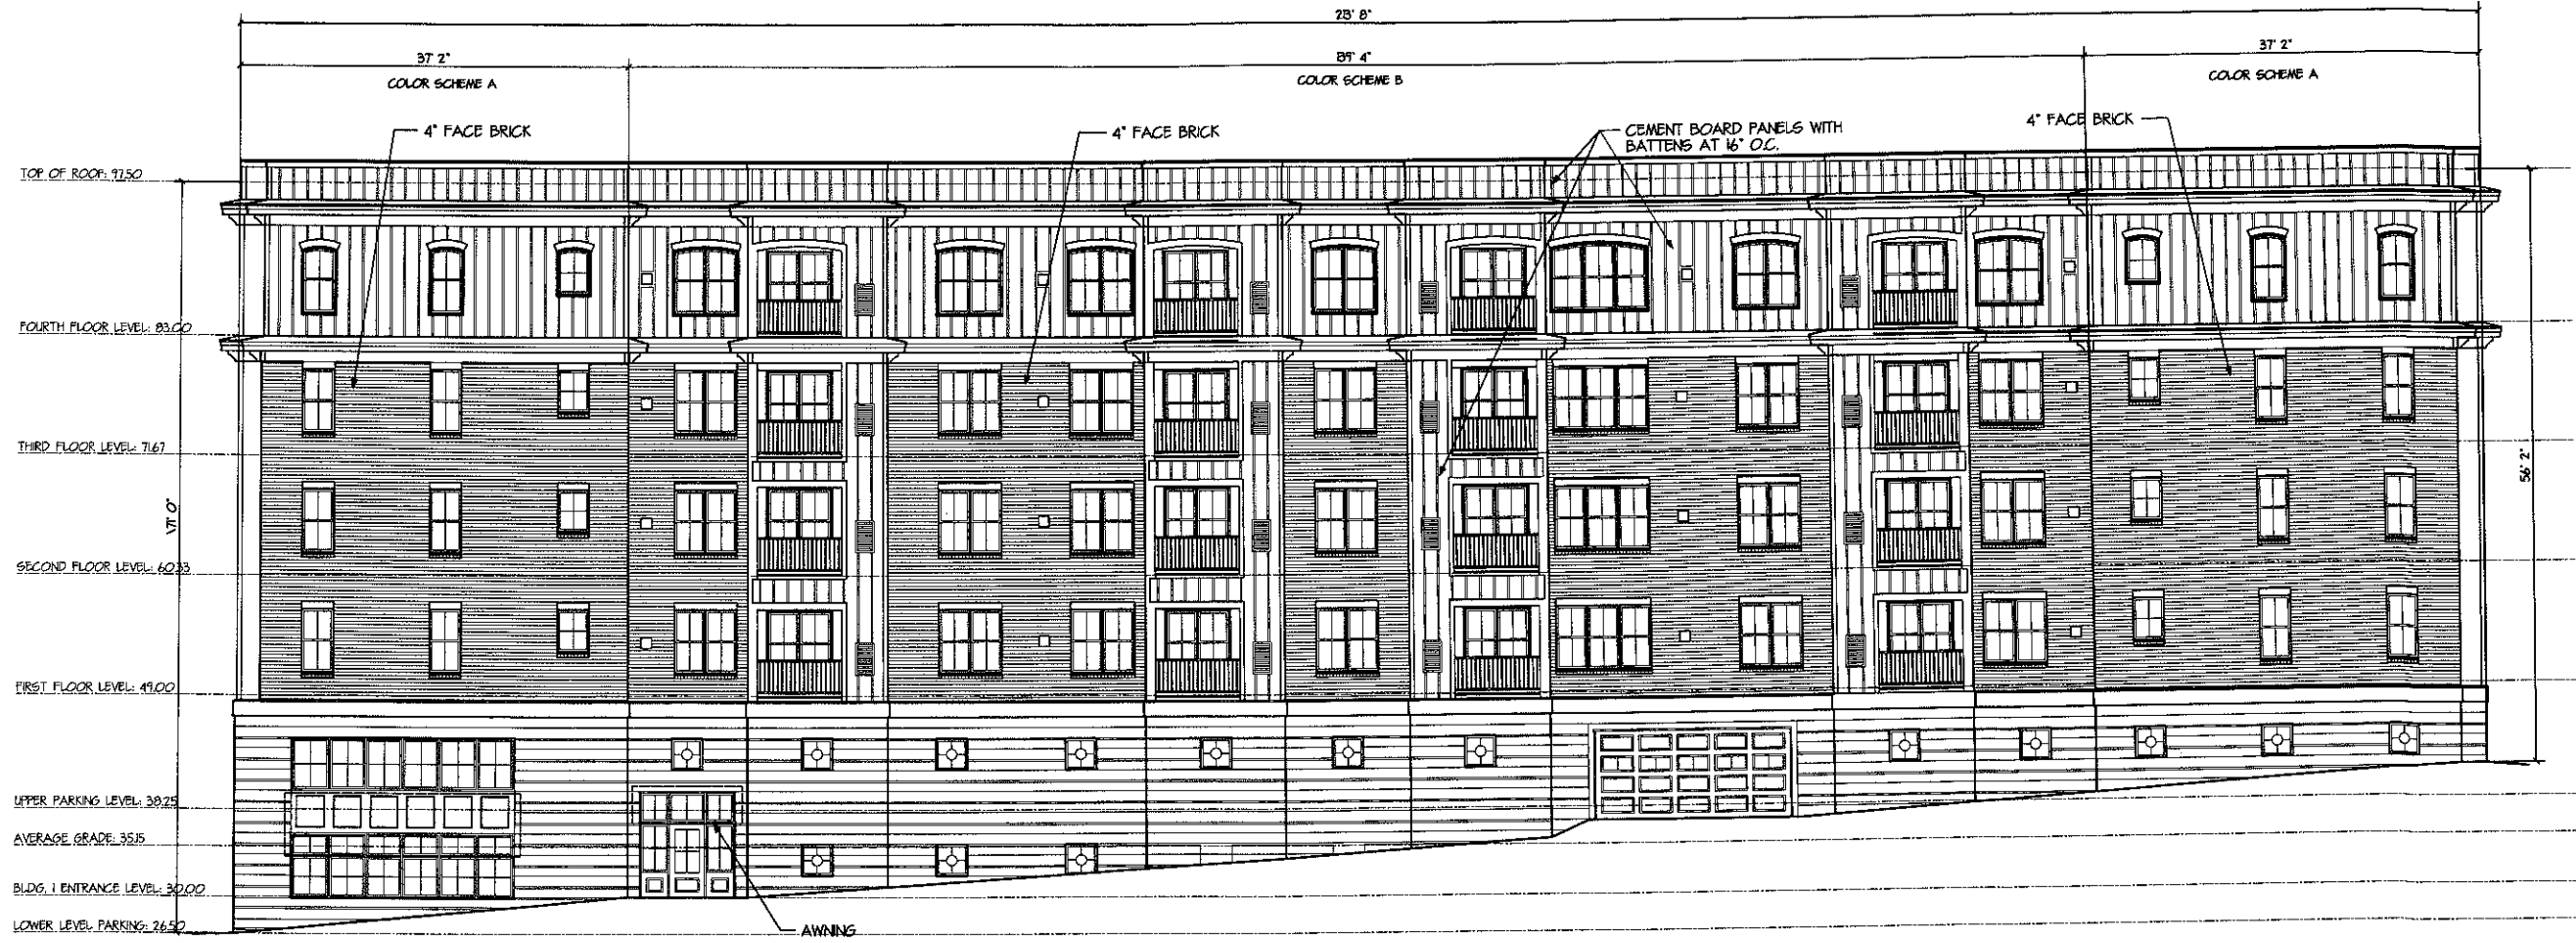 23' 8"
37' 2"
COLOR SCHEME A
89' 4"
COLOR SCHEME B
37' 2"
COLOR SCHEME A
4" FACE BRICK
4" FACE BRICK
CEMENT BOARD PANELS WITH
BATTENS AT 16" O.C.
4" FACE BRICK
TOP OF ROOF: 97.50
FOURTH FLOOR LEVEL: 83.00
THIRD FLOOR LEVEL: 71.67
56' 2"
SECOND FLOOR LEVEL: 60.33
FIRST FLOOR LEVEL: 49.00
UPPER PARKING LEVEL: 38.25
AVERAGE GRADE: 35.15
BLDG. 1 ENTRANCE LEVEL: 30.00
LOWER LEVEL PARKING: 26.50
AWNING